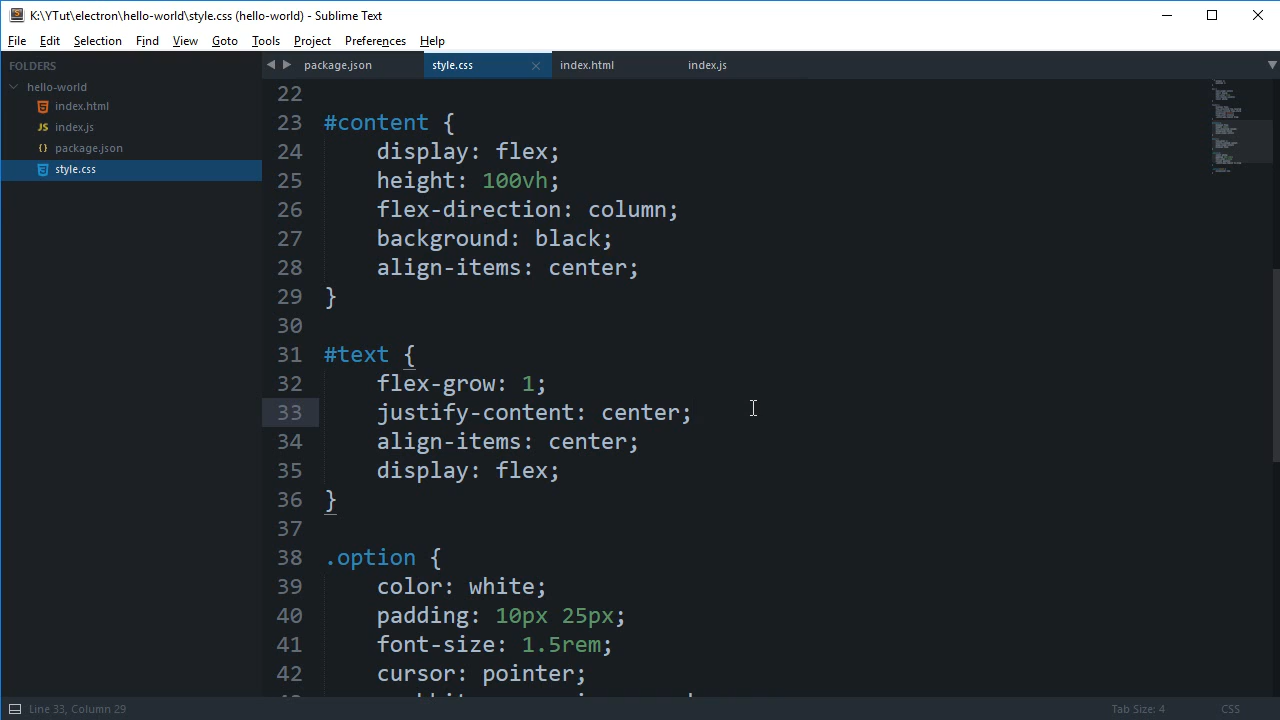 K:\YTut\electron\hello-world\style.css (hello-world) - Sublime Text
File Edit Selection Find View Goto Tools Project Preferences Help
FOLDERS
hello-world
index.html
JS index.js
{} package.json
style.css
package.json style.css index.html index.js
22
23 #content {
24 display: flex;
25 height: 100vh;
26 flex-direction: column;
27 background: black;
28 align-items: center;
29 }
30
31 #text {
32 flex-grow: 1;
33 justify-content: center;
34 align-items: center;
35 display: flex;
36 }
37
38 .option {
39 color: white;
40 padding: 10px 25px;
41 font-size: 1.5rem;
42 cursor: pointer;
Line 33, Column 29 Tab Size: 4 CSS